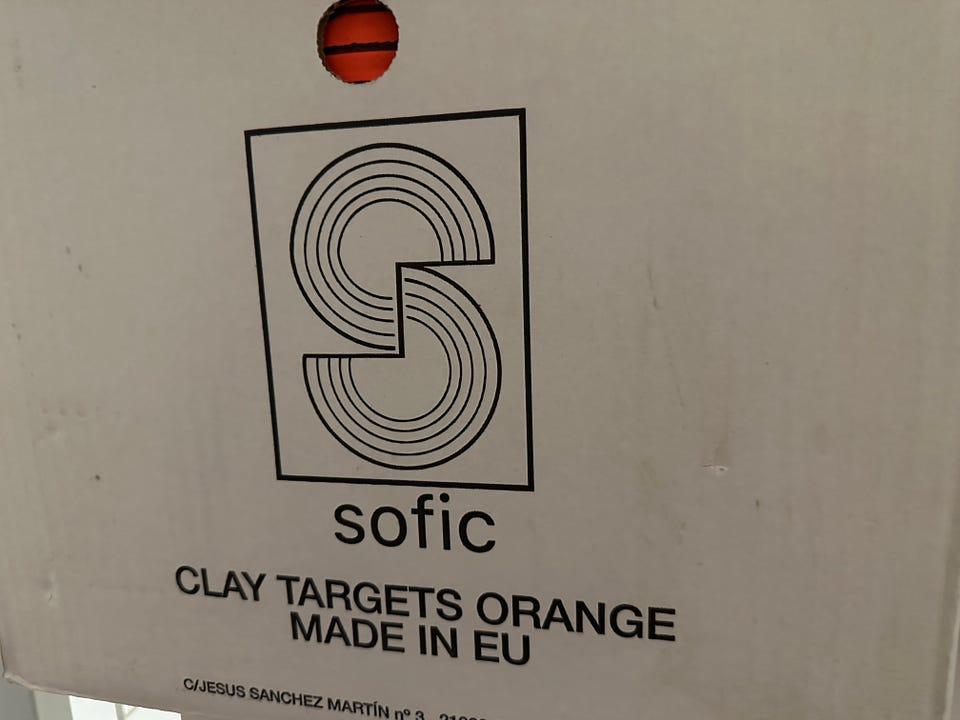 sofic
CLAY TARGETS ORANGE
MADE IN EU
C/JESUS SANCHEZ MARTÍN nº 3